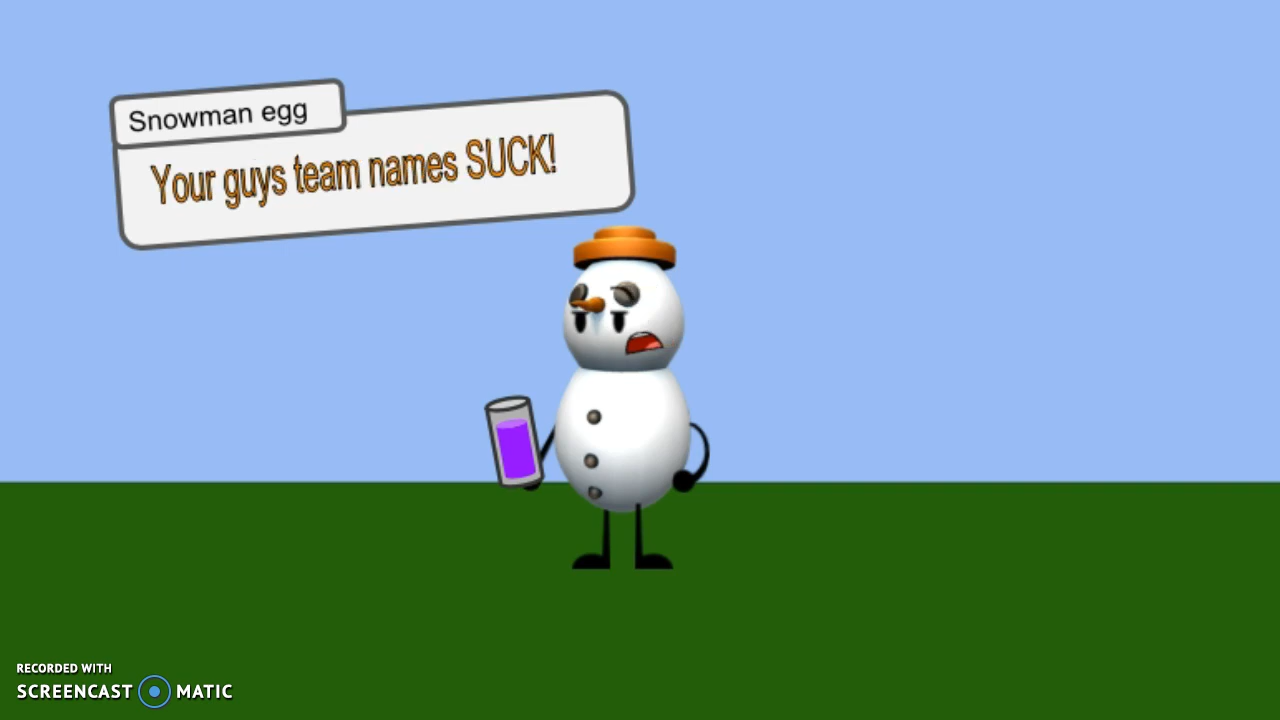 Snowman egg
Your guys team names SUCK!
RECORDED WITH
SCREENCAST MATIC